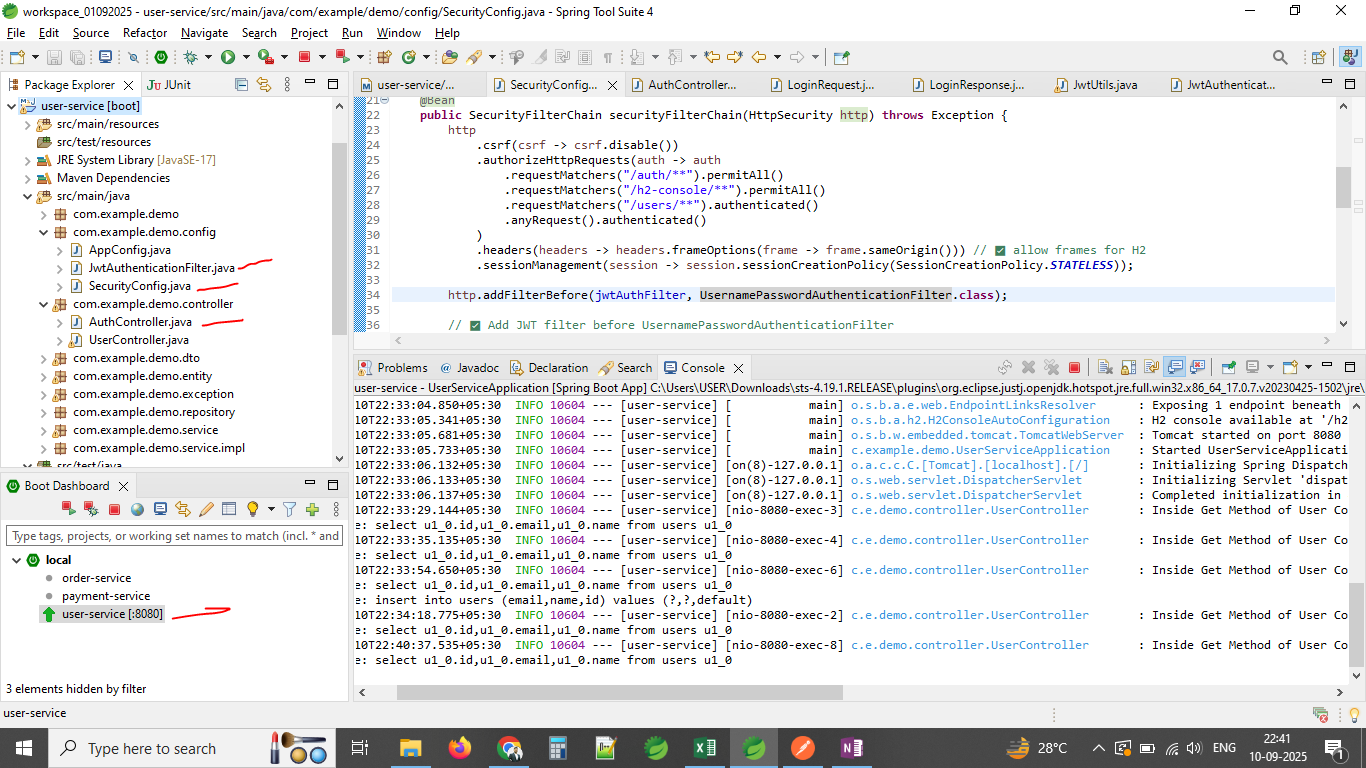 workspace_01092025 - user-service/src/main/java/com/example/demo/config/SecurityConfig.java - Spring Tool Suite 4
File Edit Source Refactor Navigate Search Project Run Window Help
Package Explorer JUnit
user-service [boot]
src/main/resources
src/test/resources
JRE System Library [JavaSE-17]
Maven Dependencies
src/main/java
com.example.demo
com.example.demo.config
AppConfig.java
JwtAuthenticationFilter.java
SecurityConfig.java
com.example.demo.controller
AuthController.java
UserController.java
com.example.demo.dto
com.example.demo.entity
com.example.demo.exception
com.example.demo.repository
com.example.demo.service
com.example.demo.service.impl
src/test/java
Boot Dashboard
Type tags, projects, or working set names to match (incl. * and
local
order-service
payment-service
user-service [:8080]
3 elements hidden by filter
user-service/... SecurityConfig... AuthController... LoginRequest.j... LoginResponse.j... JwtUtils.java JwtAuthenticat...
21 @Bean
22 public SecurityFilterChain securityFilterChain(HttpSecurity http) throws Exception {
23 http
24 .csrf(csrf -> csrf.disable())
25 .authorizeHttpRequests(auth -> auth
26 .requestMatchers("/auth/**").permitAll()
27 .requestMatchers("/h2-console/**").permitAll()
28 .requestMatchers("/users/**").authenticated()
29 .anyRequest().authenticated()
30 )
31 .headers(headers -> headers.frameOptions(frame -> frame.sameOrigin())) // ✅ allow frames for H2
32 .sessionManagement(session -> session.sessionCreationPolicy(SessionCreationPolicy.STATELESS));
33
34 http.addFilterBefore(jwtAuthFilter, UsernamePasswordAuthenticationFilter.class);
35
36 // ✅ Add JWT filter before UsernamePasswordAuthenticationFilter
Problems Javadoc Declaration Search Console
user-service - UserServiceApplication [Spring Boot App] C:\Users\USER\Downloads\sts-4.19.1.RELEASE\plugins\org.eclipse.justj.openjdk.hotspot.jre.full.win32.x86_64_17.0.7.v20230425-1502\jre\
10T22:33:04.850+05:30 INFO 10604 --- [user-service] [ main] o.s.b.a.e.web.EndpointLinksResolver : Exposing 1 endpoint beneath
10T22:33:05.341+05:30 INFO 10604 --- [user-service] [ main] o.s.b.a.h2.H2ConsoleAutoConfiguration : H2 console available at '/h2
10T22:33:05.681+05:30 INFO 10604 --- [user-service] [ main] o.s.b.w.embedded.tomcat.TomcatWebServer : Tomcat started on port 8080
10T22:33:05.733+05:30 INFO 10604 --- [user-service] [ main] c.example.demo.UserServiceApplication : Started UserServiceApplicatio
10T22:33:06.132+05:30 INFO 10604 --- [user-service] [on(8)-127.0.0.1] o.a.c.c.C.[Tomcat].[localhost].[/] : Initializing Spring Dispatch
10T22:33:06.133+05:30 INFO 10604 --- [user-service] [on(8)-127.0.0.1] o.s.web.servlet.DispatcherServlet : Initializing Servlet 'dispat
10T22:33:06.137+05:30 INFO 10604 --- [user-service] [on(8)-127.0.0.1] o.s.web.servlet.DispatcherServlet : Completed initialization in
10T22:33:29.144+05:30 INFO 10604 --- [user-service] [nio-8080-exec-3] c.e.demo.controller.UserController : Inside Get Method of User Co
e: select u1_0.id,u1_0.email,u1_0.name from users u1_0
10T22:33:35.135+05:30 INFO 10604 --- [user-service] [nio-8080-exec-4] c.e.demo.controller.UserController : Inside Get Method of User Co
e: select u1_0.id,u1_0.email,u1_0.name from users u1_0
10T22:33:54.650+05:30 INFO 10604 --- [user-service] [nio-8080-exec-6] c.e.demo.controller.UserController : Inside Get Method of User Co
e: select u1_0.id,u1_0.email,u1_0.name from users u1_0
e: insert into users (email,name,id) values (?,?,default)
10T22:34:18.775+05:30 INFO 10604 --- [user-service] [nio-8080-exec-2] c.e.demo.controller.UserController : Inside Get Method of User Co
e: select u1_0.id,u1_0.email,u1_0.name from users u1_0
10T22:40:37.535+05:30 INFO 10604 --- [user-service] [nio-8080-exec-8] c.e.demo.controller.UserController : Inside Get Method of User Co
e: select u1_0.id,u1_0.email,u1_0.name from users u1_0
user-service
Type here to search
28°C ENG 22:41
10-09-2025
1